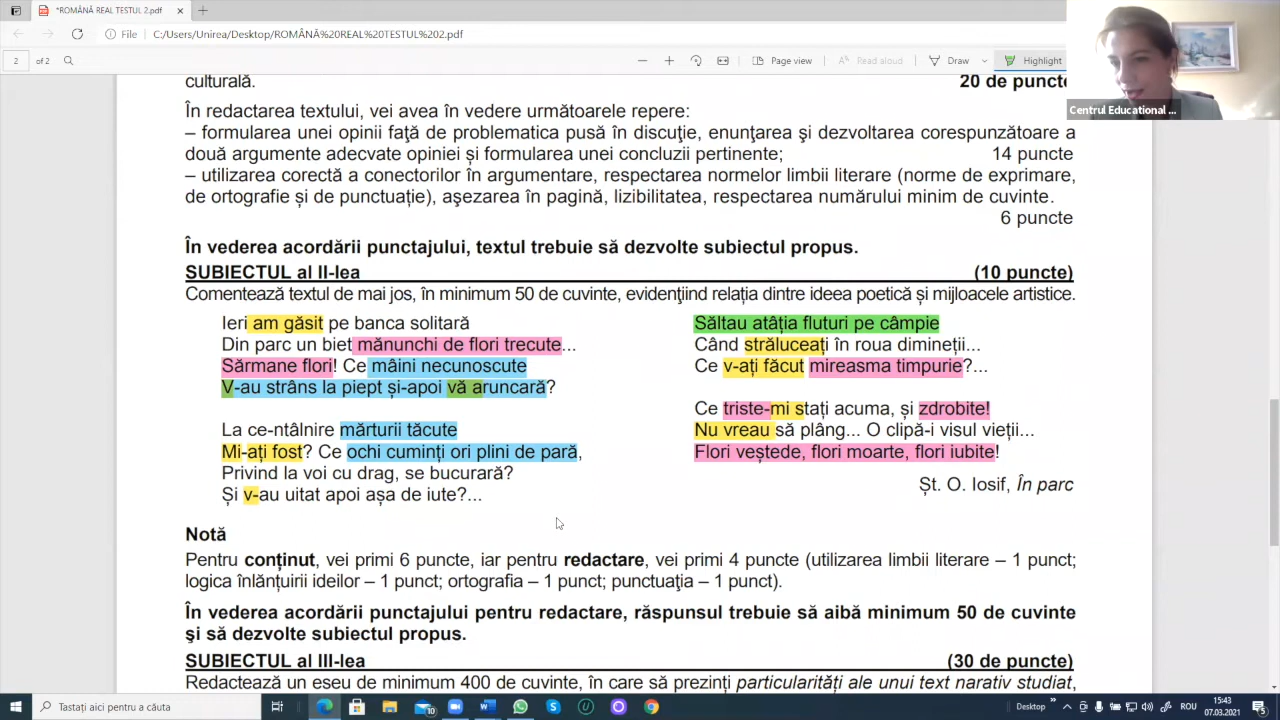 *ROMÂNĂ REAL TESTUL 2.pdf
File
C:/Users/Unirea/Desktop/ROMÂNĂ%20REAL%20TESTUL%202.pdf
2 of 2
Page view
Read aloud
Draw
Highlight
Centrul Educational ...
culturală. 20 de puncte
În redactarea textului, vei avea în vedere următoarele repere:
– formularea unei opinii faţă de problematica pusă în discuţie, enunţarea şi dezvoltarea corespunzătoare a
două argumente adecvate opiniei și formularea unei concluzii pertinente; 14 puncte
– utilizarea corectă a conectorilor în argumentare, respectarea normelor limbii literare (norme de exprimare,
de ortografie și de punctuație), aşezarea în pagină, lizibilitatea, respectarea numărului minim de cuvinte.
6 puncte
În vederea acordării punctajului, textul trebuie să dezvolte subiectul propus.
SUBIECTUL al II-lea (10 puncte)
Comentează textul de mai jos, în minimum 50 de cuvinte, evidenţiind relația dintre ideea poetică și mijloacele artistice.
Ieri am găsit pe banca solitară
Din parc un biet mănunchi de flori trecute...
Sărmane flori! Ce mâini necunoscute
V-au strâns la piept și-apoi vă aruncară?
La ce-ntâlnire mărturii tăcute
Mi-ați fost? Ce ochi cuminți ori plini de pară,
Privind la voi cu drag, se bucurară?
Și v-au uitat apoi așa de iute?...
Săltau atâția fluturi pe câmpie
Când străluceați în roua dimineții...
Ce v-ați făcut mireasma timpurie?...
Ce triste-mi stați acuma, și zdrobite!
Nu vreau să plâng... O clipă-i visul vieții...
Flori veștede, flori moarte, flori iubite!
Șt. O. Iosif, În parc
Notă
Pentru conținut, vei primi 6 puncte, iar pentru redactare, vei primi 4 puncte (utilizarea limbii literare – 1 punct;
logica înlănțuirii ideilor – 1 punct; ortografia – 1 punct; punctuaţia – 1 punct).
În vederea acordării punctajului pentru redactare, răspunsul trebuie să aibă minimum 50 de cuvinte
şi să dezvolte subiectul propus.
SUBIECTUL al III-lea (30 de puncte)
Redactează un eseu de minimum 400 de cuvinte, în care să prezinți particularități ale unui text narativ studiat,
Tastați aici pentru a căuta
10
Desktop
ROU
15:43
07.03.2021
5